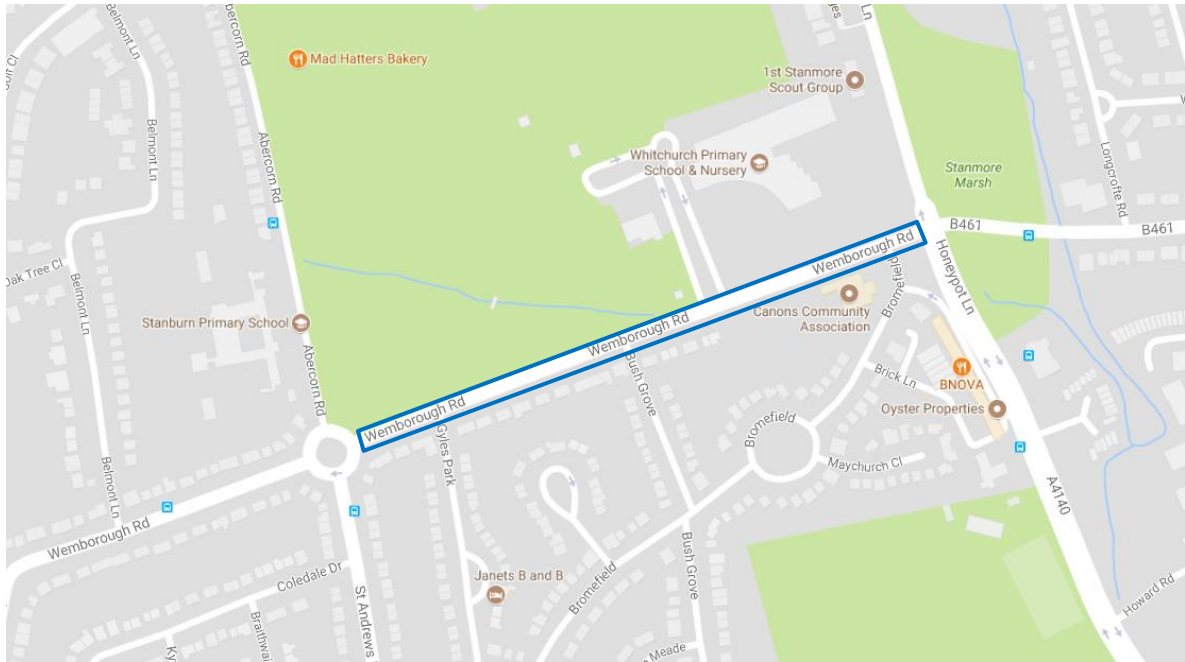 Belmont Ln
Abercorn Rd
Mad Hatters Bakery
Ln
1st Stanmore
Scout Group
Belmont Ln
Abercorn Rd
Whitchurch Primary
School & Nursery
Stanmore
Marsh
Longcrofte Rd
B461
B461
Oak Tree Cl
Wemborough Rd
Honeypot Ln
Bromefield
Belmont Ln
Stanburn Primary School
Canons Community
Association
Wemborough Rd
Abercorn Rd
Bush Grove
Brick Ln
BNOVA
Oyster Properties
Wemborough Rd
Gyles Park
Bromefield
Maychurch Cl
Belmont Ln
A4140
Wemborough Rd
Bush Grove
Coledale Dr
St Andrews
Janets B and B
Bromefield
Howard Rd
Meade